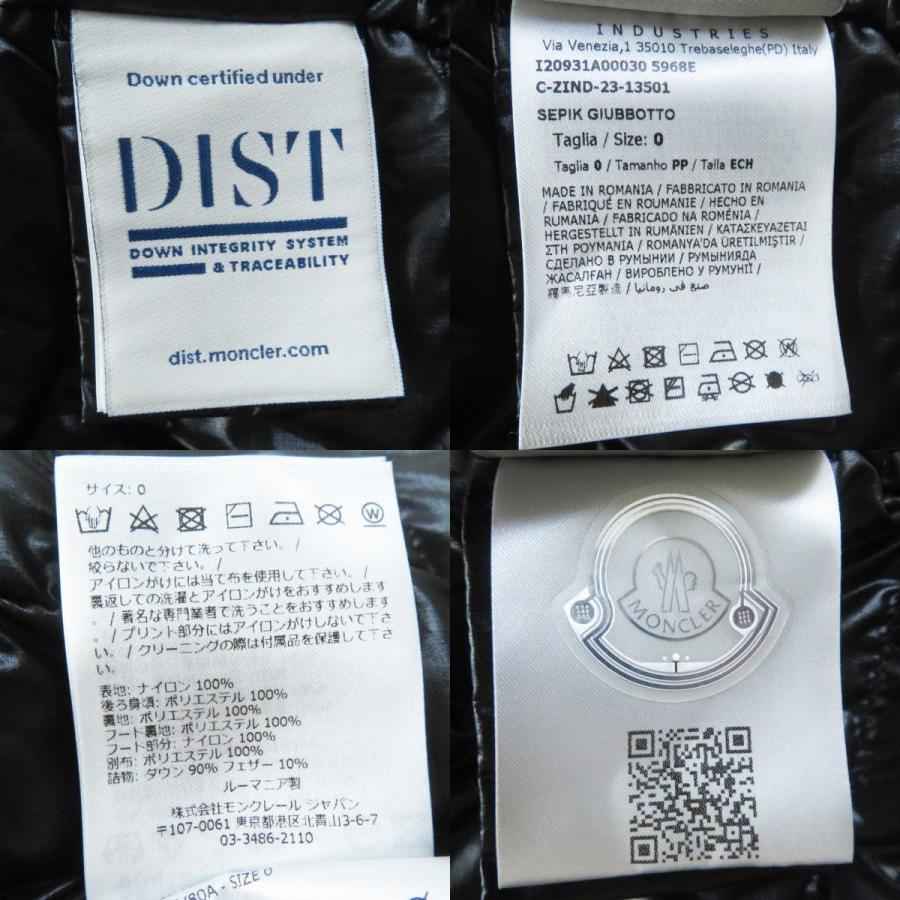 Down certified under
DIST
DOWN INTEGRITY SYSTEM
& TRACEABILITY
dist.moncler.com
INDUSTRIES
Via Venezia,1 35010 Trebaseleghe(PD) Italy
I20931A00030 5968E
C-ZIND-23-13501
SEPIK GIUBBOTTO
Taglia / Size: 0
Taglia 0 / Tamanho PP / Talla ECH
MADE IN ROMANIA / FABBRICATO IN ROMANIA
/ FABRIQUÉ EN ROUMANIE / HECHO EN
RUMANIA / FABRICADO NA ROMÉNIA /
HERGESTELLT IN RUMÄNIEN / ΚΑΤΑΣΚΕΥΑΖΕΤΑΙ
ΣΤΗ ΡΟΥΜΑΝΙΑ / ROMANYA'DA ÜRETİLMİŞTİR /
СДЕЛАНО В РУМЫНИИ / РУМЫНИЯДА
ЖАСАЛҒАН / ВИРОБЛЕНО У РУМУНІЇ /
羅馬尼亞製造 / صنع في رومانيا
サイズ: 0
他のものと分けて洗って下さい。 /
絞らないで下さい。 /
アイロンがけには当て布を使用して下さい。 /
裏返しての洗濯とアイロンがけをおすすめします
。 / 著名な専門業者で洗うことをおすすめします
。 / プリント部分にはアイロンがけしないで下さ
い。 / クリーニングの際は付属品を保護して下さ
い。
表地: ナイロン 100%
後ろ身頃: ポリエステル 100%
裏地: ポリエステル 100%
フード裏地: ポリエステル 100%
フード部分: ナイロン 100%
別布: ポリエステル 100%
詰物: ダウン 90% フェザー 10%
ルーマニア製
株式会社モンクレール ジャパン
〒107-0061 東京都港区北青山3-6-7
03-3486-2110
/80A - SIZE 0
MONCLER